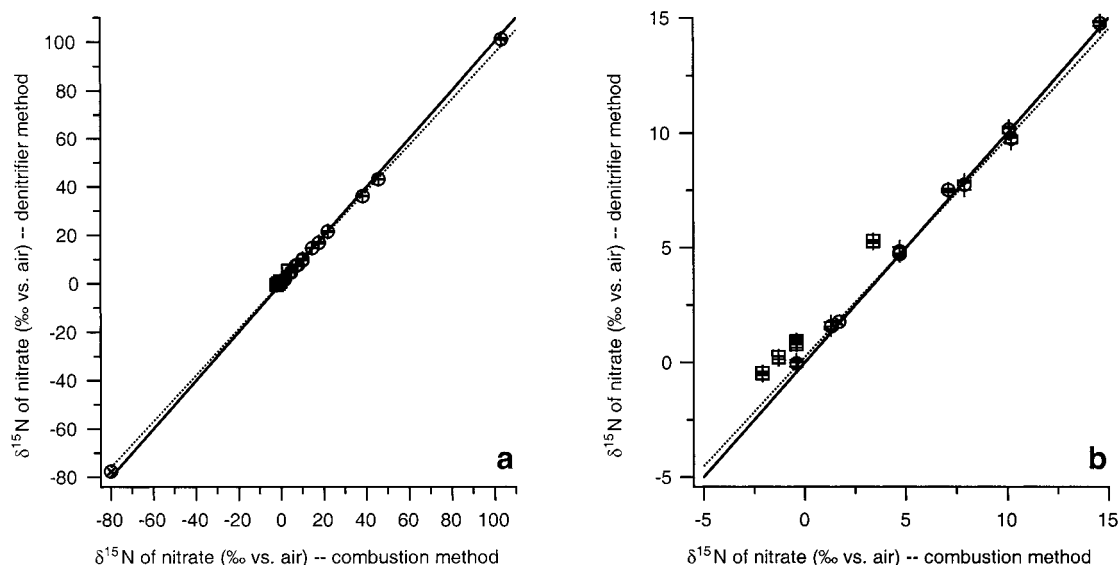 100
80
60
40
20
0
-20
-40
-60
-80
-80 -60 -40 -20 0 20 40 60 80 100
δ¹⁵N of nitrate (‰ vs. air) -- denitrifier method
δ¹⁵N of nitrate (‰ vs. air) -- combustion method
a
15
10
5
0
-5
-5 0 5 10 15
δ¹⁵N of nitrate (‰ vs. air) -- denitrifier method
δ¹⁵N of nitrate (‰ vs. air) -- combustion method
b